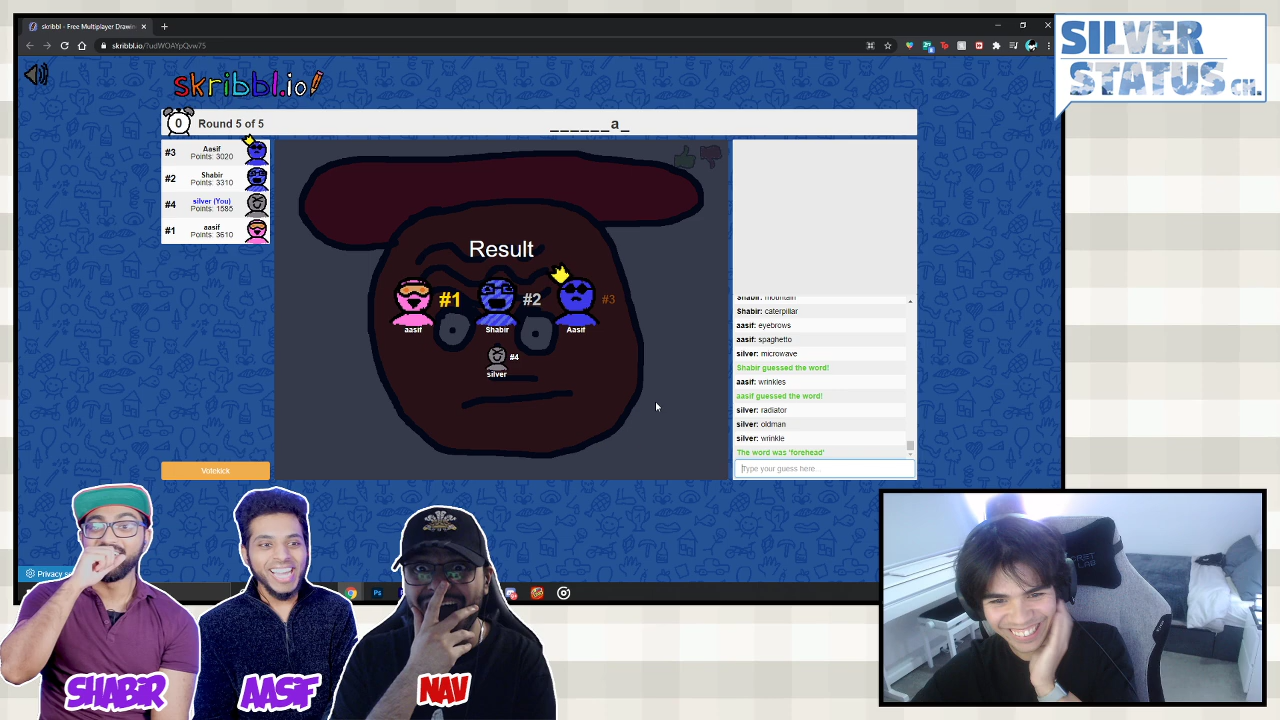 skribbl - Free Multiplayer Drawin
skribbl.io/?udWOAYpQvw75
SILVER
STATUS CH.
skribbl.io
0
Round 5 of 5
______a_
#3
Aasif
Points: 3020
#2
Shabir
Points: 3310
#4
silver (You)
Points: 1585
#1
aasif
Points: 3510
Votekick
Result
#1
#2
#3
aasif
Shabir
Aasif
#4
silver
Shabir: mountain
Shabir: caterpillar
aasif: eyebrows
aasif: spaghetto
silver: microwave
Shabir guessed the word!
aasif: wrinkles
aasif guessed the word!
silver: radiator
silver: oldman
silver: wrinkle
The word was 'forehead'
Type your guess here...
Privacy
SHABIR
AASIF
NAV